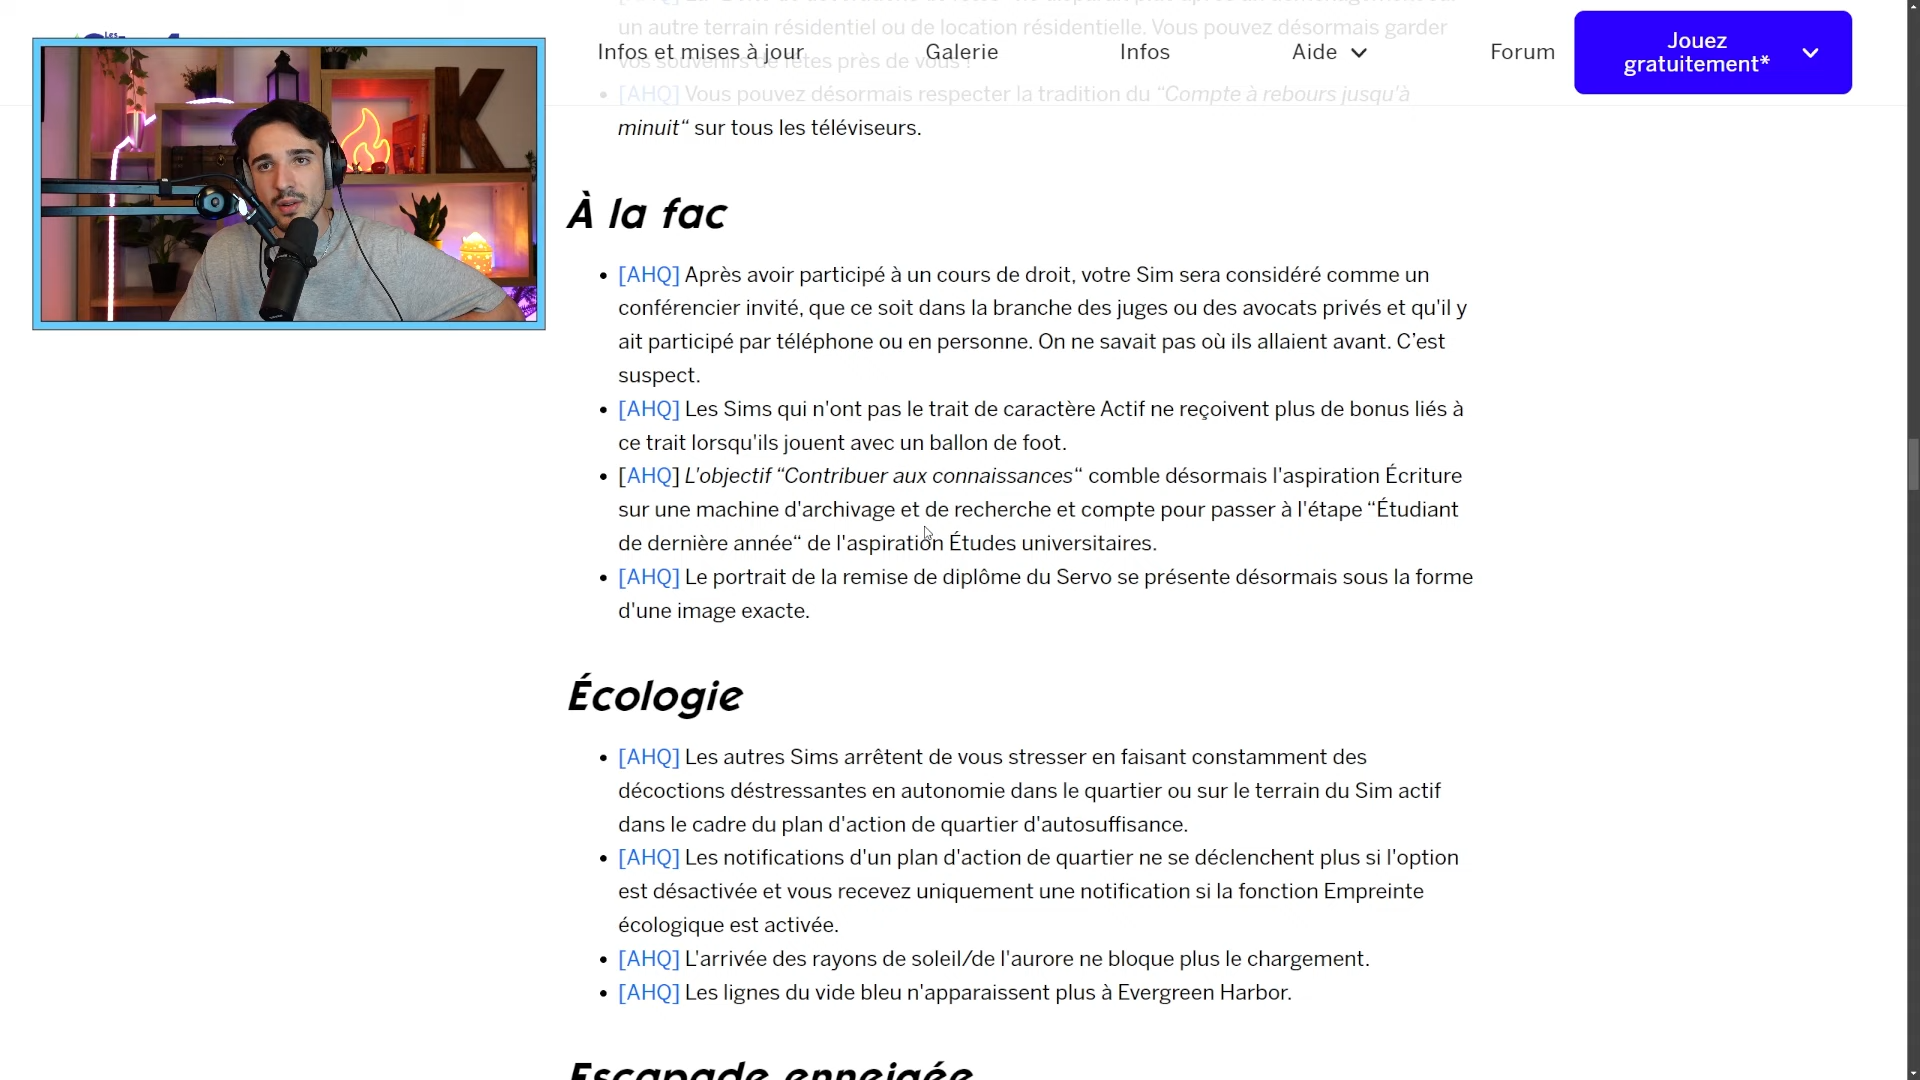 un autre terrain résidentiel ou de location résidentielle. Vous pouvez désormais garder
vos souvenirs de fêtes près de vous !
Les
Infos et mises à jour
Galerie
Infos
Aide
Forum
Jouez
gratuitement*
• [AHQ] Vous pouvez désormais respecter la tradition du “Compte à rebours jusqu'à
minuit“ sur tous les téléviseurs.
K
À la fac
• [AHQ] Après avoir participé à un cours de droit, votre Sim sera considéré comme un
conférencier invité, que ce soit dans la branche des juges ou des avocats privés et qu'il y
ait participé par téléphone ou en personne. On ne savait pas où ils allaient avant. C’est
suspect.
• [AHQ] Les Sims qui n'ont pas le trait de caractère Actif ne reçoivent plus de bonus liés à
ce trait lorsqu'ils jouent avec un ballon de foot.
• [AHQ] L'objectif “Contribuer aux connaissances“ comble désormais l'aspiration Écriture
sur une machine d'archivage et de recherche et compte pour passer à l'étape “Étudiant
de dernière année“ de l'aspiration Études universitaires.
• [AHQ] Le portrait de la remise de diplôme du Servo se présente désormais sous la forme
d'une image exacte.
Écologie
• [AHQ] Les autres Sims arrêtent de vous stresser en faisant constamment des
décoctions déstressantes en autonomie dans le quartier ou sur le terrain du Sim actif
dans le cadre du plan d'action de quartier d'autosuffisance.
• [AHQ] Les notifications d'un plan d'action de quartier ne se déclenchent plus si l'option
est désactivée et vous recevez uniquement une notification si la fonction Empreinte
écologique est activée.
• [AHQ] L'arrivée des rayons de soleil/de l'aurore ne bloque plus le chargement.
• [AHQ] Les lignes du vide bleu n'apparaissent plus à Evergreen Harbor.
Escapade enneigée